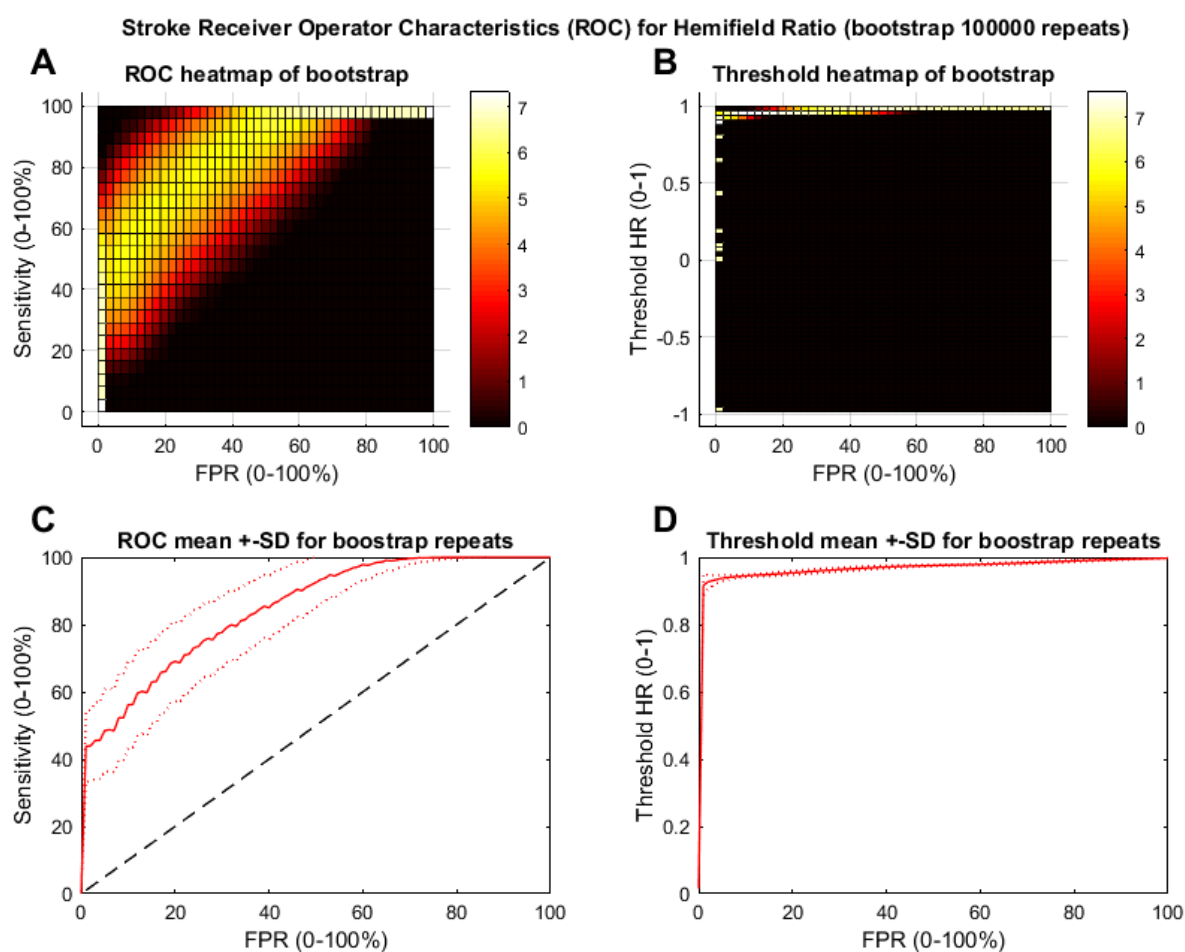 Stroke Receiver Operator Characteristics (ROC) for Hemifield Ratio (bootstrap 100000 repeats)
A
ROC heatmap of bootstrap
100
80
60
40
20
0
Sensitivity (0-100%)
0 20 40 60 80 100
FPR (0-100%)
7
6
5
4
3
2
1
0
B
Threshold heatmap of bootstrap
1
0.5
0
-0.5
-1
Threshold HR (0-1)
0 20 40 60 80 100
FPR (0-100%)
7
6
5
4
3
2
1
0
C
ROC mean +-SD for boostrap repeats
100
80
60
40
20
0
Sensitivity (0-100%)
0 20 40 60 80 100
FPR (0-100%)
D
Threshold mean +-SD for boostrap repeats
1
0.8
0.6
0.4
0.2
0
Threshold HR (0-1)
0 20 40 60 80 100
FPR (0-100%)